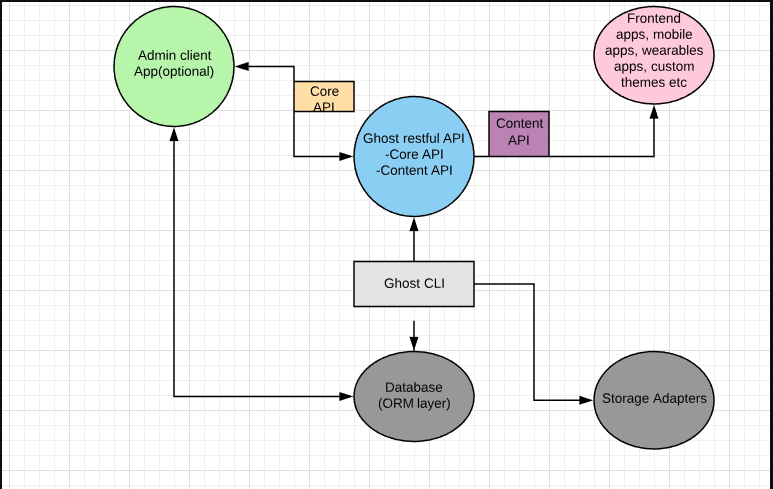 Admin client
App(optional)
Core
API
Ghost restful API
-Core API
-Content API
Content
API
Frontend
apps, mobile
apps, wearables
apps, custom
themes etc
Ghost CLI
Database
(ORM layer)
Storage Adapters